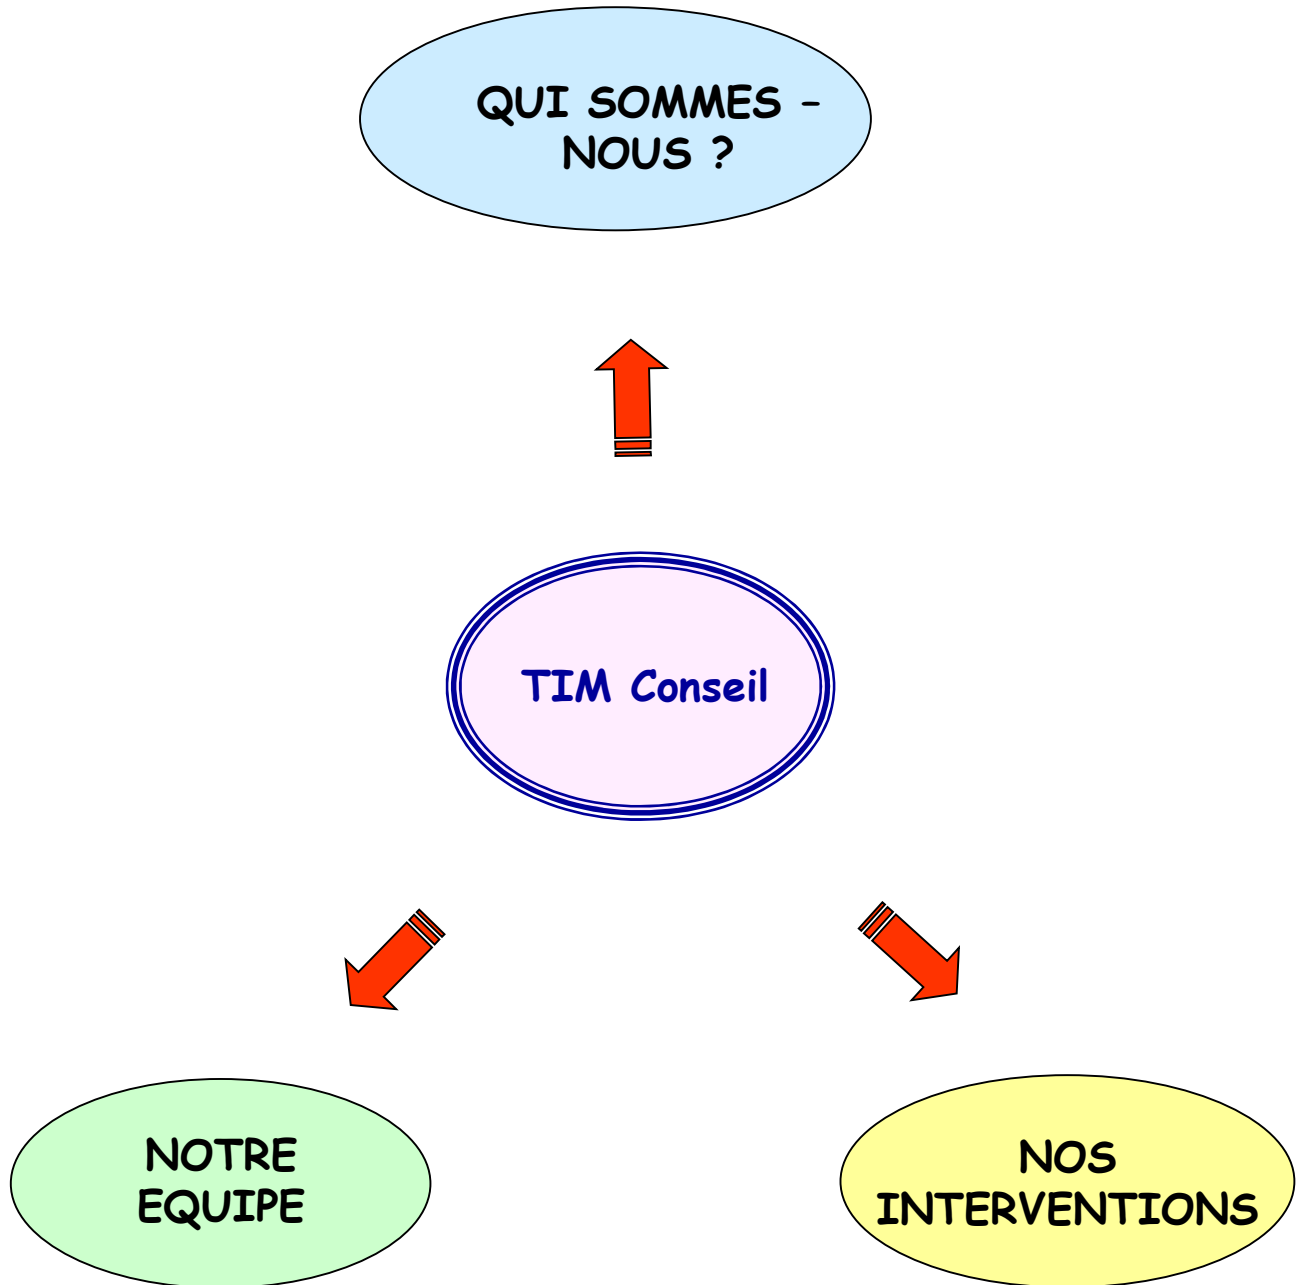 QUI SOMMES –
NOUS ?
TIM Conseil
NOTRE
EQUIPE
NOS
INTERVENTIONS